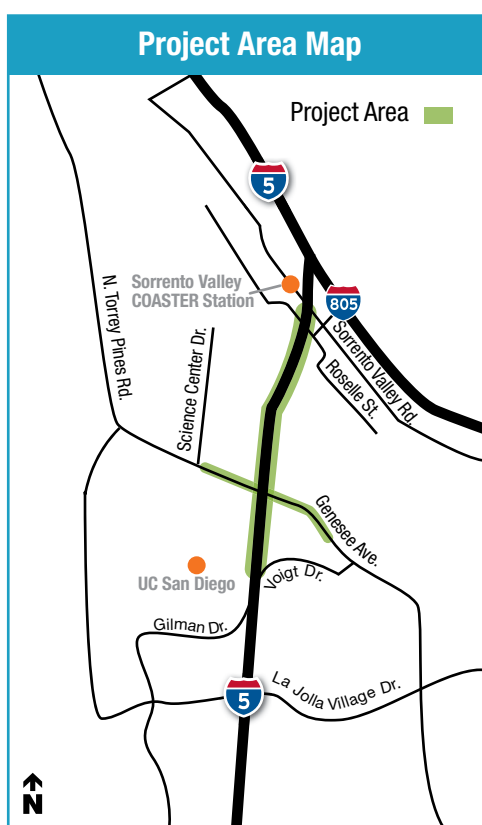 Project Area Map
Project Area
5
Sorrento Valley
COASTER Station
805
N. Torrey Pines Rd.
Science Center Dr.
Sorrento Valley Rd.
Roselle St.
Genesee Ave.
UC San Diego
Voigt Dr.
Gilman Dr.
La Jolla Village Dr.
5
N